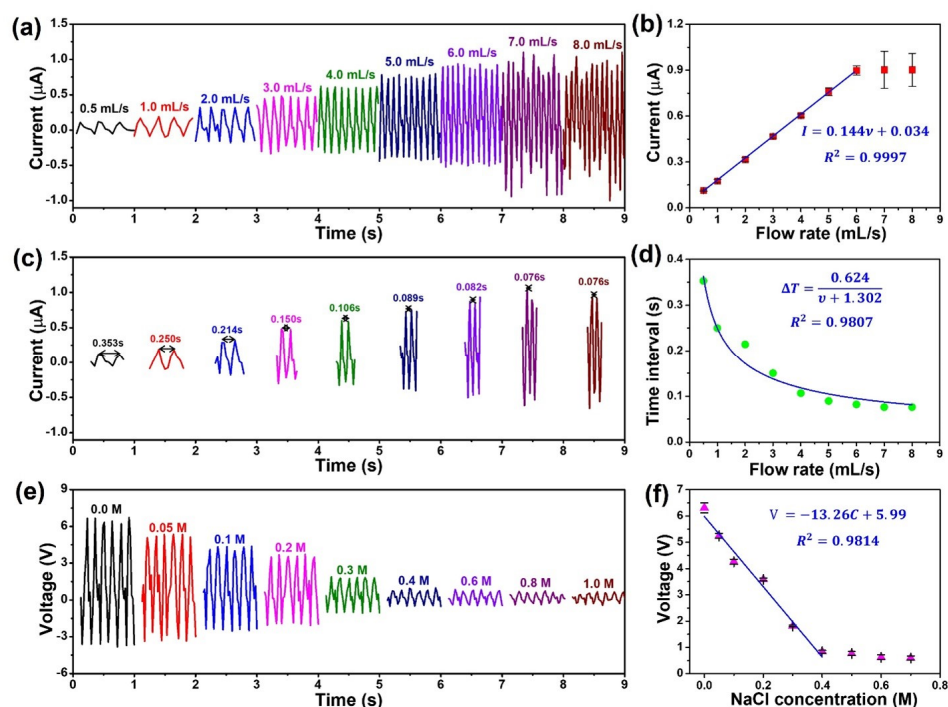 (a)
1.5
1.0
0.5
0.0
-0.5
-1.0
Current (μA)
0.5 mL/s
1.0 mL/s
2.0 mL/s
3.0 mL/s
4.0 mL/s
5.0 mL/s
6.0 mL/s
7.0 mL/s
8.0 mL/s
0 1 2 3 4 5 6 7 8 9
Time (s)
(b)
1.2
0.9
0.6
0.3
0.0
Current (μA)
I = 0.144v + 0.034
R² = 0.9997
0 1 2 3 4 5 6 7 8 9
Flow rate (mL/s)
(c)
1.5
1.0
0.5
0.0
-0.5
-1.0
Current (μA)
0.353s
0.250s
0.214s
0.150s
0.106s
0.089s
0.082s
0.076s
0.076s
0 1 2 3 4 5 6 7 8 9
Time (s)
(d)
0.4
0.3
0.2
0.1
0.0
Time interval (s)
ΔT = 0.624 / v + 1.302
R² = 0.9807
0 1 2 3 4 5 6 7 8 9
Flow rate (mL/s)
(e)
9
6
3
0
-3
-6
Voltage (V)
0.0 M
0.05 M
0.1 M
0.2 M
0.3 M
0.4 M
0.6 M
0.8 M
1.0 M
0 1 2 3 4 5 6 7 8 9
Time (s)
(f)
7
6
5
4
3
2
1
0
Voltage (V)
V = −13.26C + 5.99
R² = 0.9814
0.0 0.2 0.4 0.6 0.8
NaCl concentration (M)